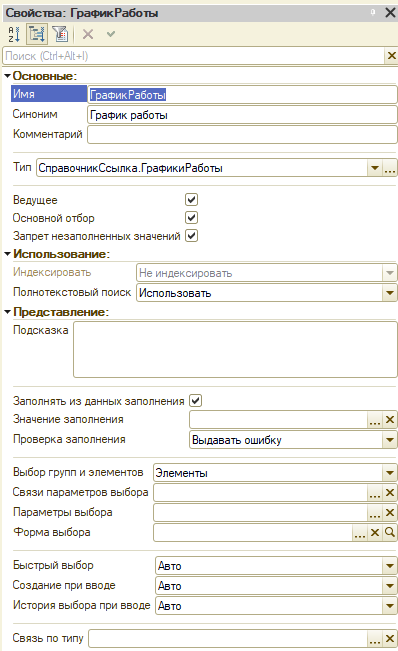 Свойства: ГрафикРаботы
Поиск (Ctrl+Alt+I)
Основные:
Имя ГрафикРаботы
Синоним График работы
Комментарий
Тип СправочникСсылка.ГрафикиРаботы
Ведущее
Основной отбор
Запрет незаполненных значений
Использование:
Индексировать Не индексировать
Полнотекстовый поиск Использовать
Представление:
Подсказка
Заполнять из данных заполнения
Значение заполнения
Проверка заполнения Выдавать ошибку
Выбор групп и элементов Элементы
Связи параметров выбора
Параметры выбора
Форма выбора
Быстрый выбор Авто
Создание при вводе Авто
История выбора при вводе Авто
Связь по типу